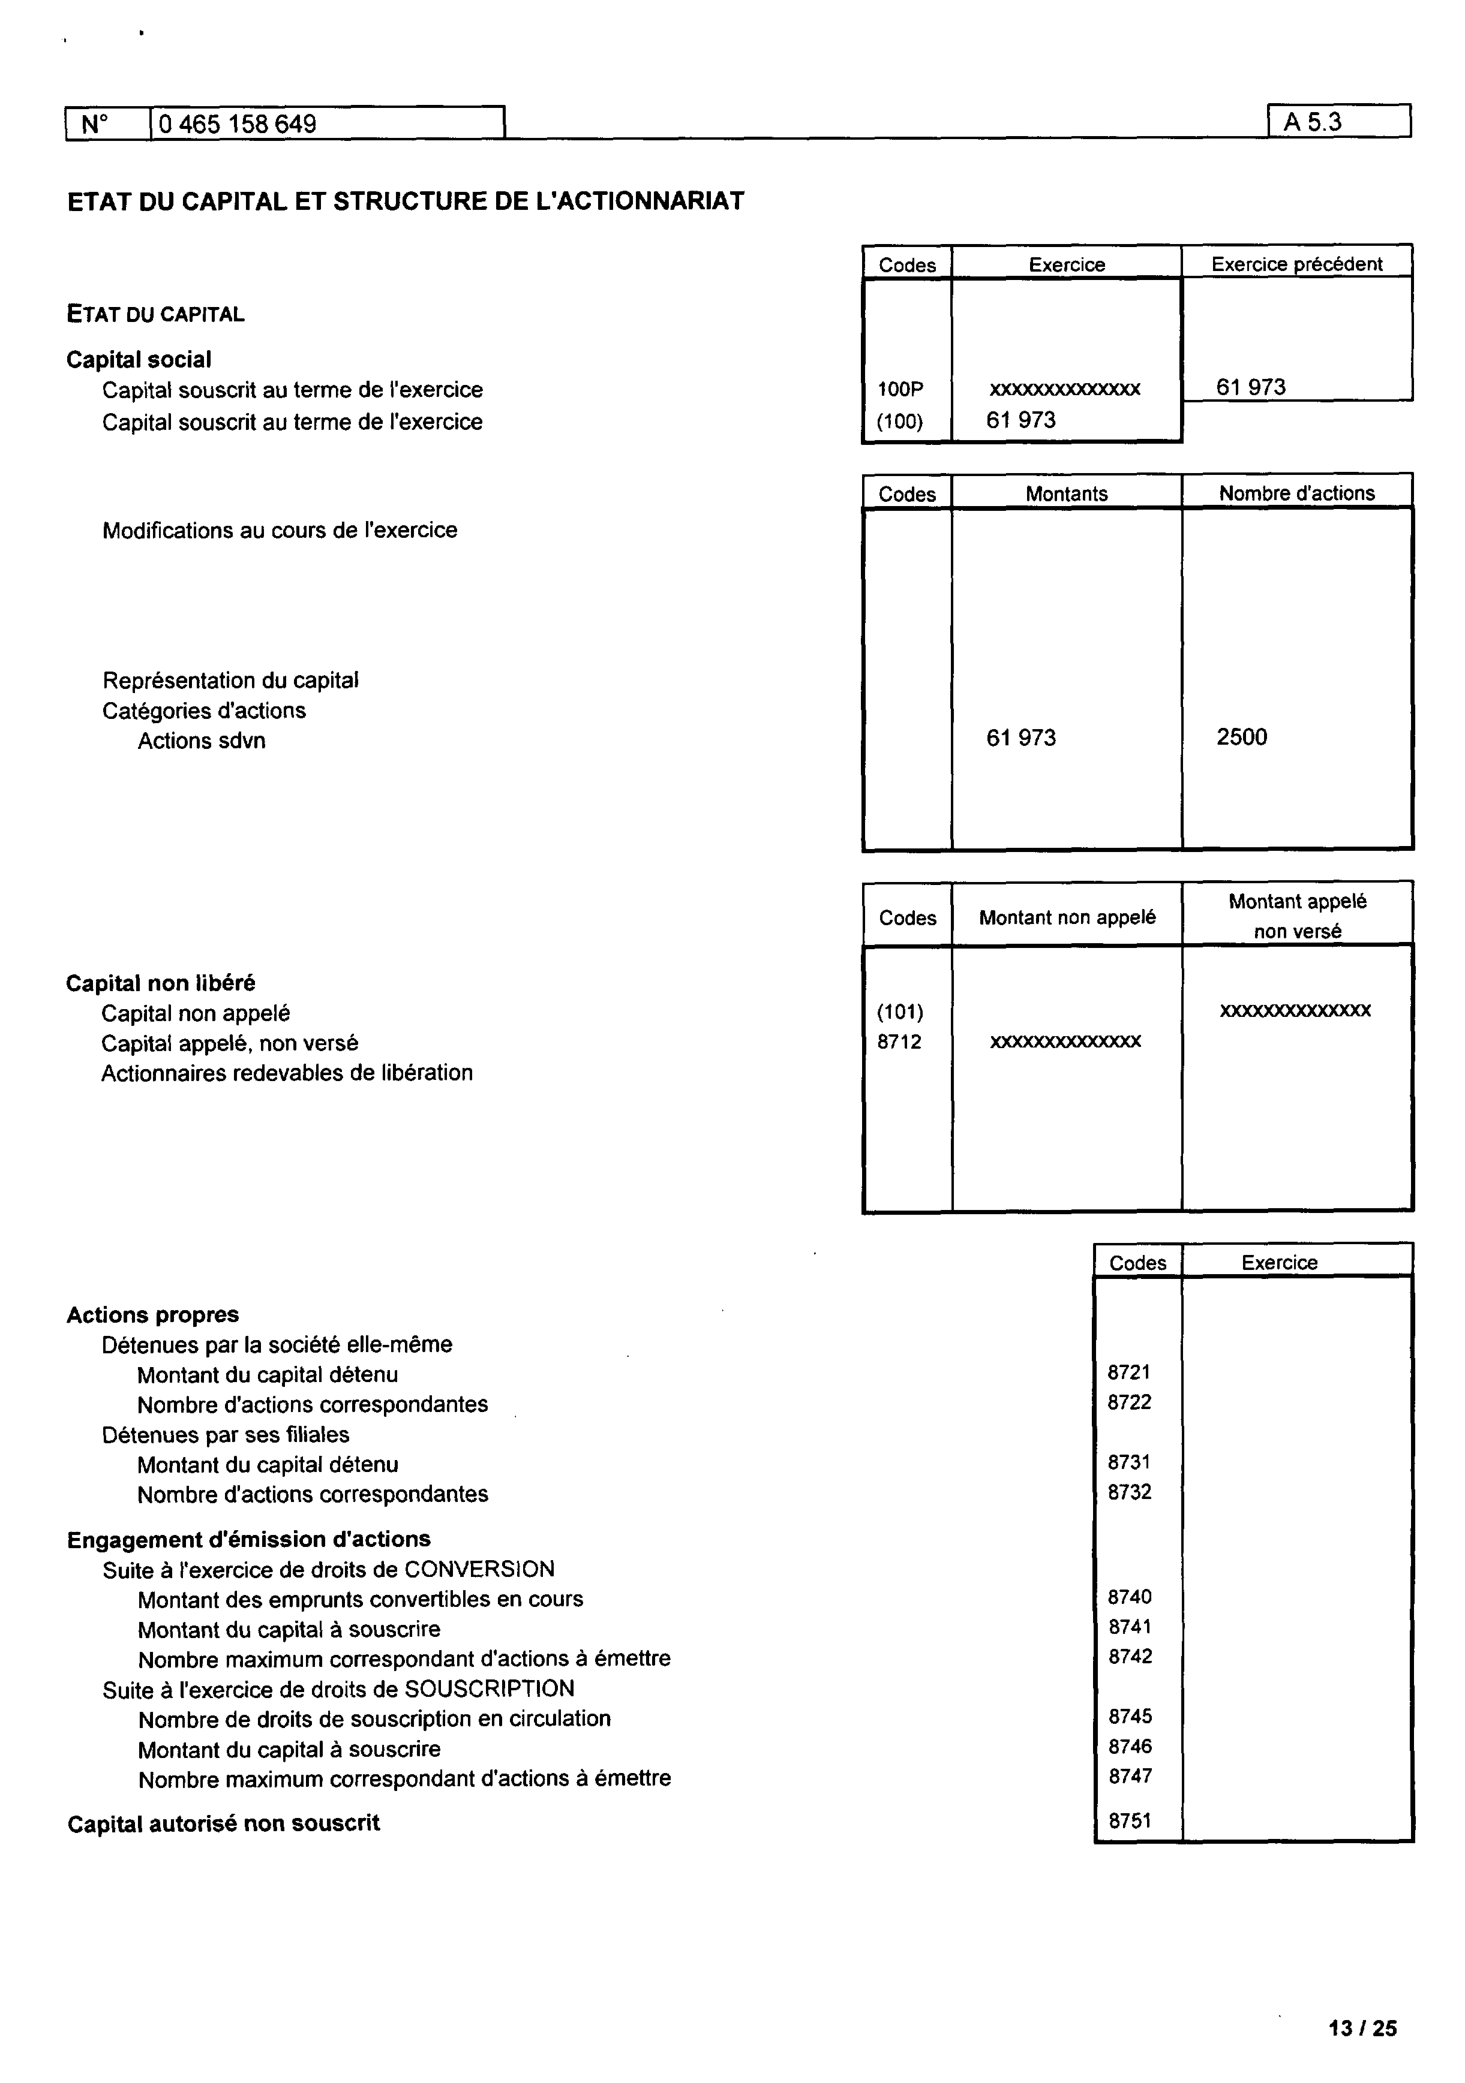 N° 0 465 158 649 A 5.3
ETAT DU CAPITAL ET STRUCTURE DE L'ACTIONNARIAT
Codes Exercice Exercice précédent
ETAT DU CAPITAL
Capital social
Capital souscrit au terme de l'exercice 100P xxxxxxxxxxxxxx 61 973
Capital souscrit au terme de l'exercice (100) 61 973
Codes Montants Nombre d'actions
Modifications au cours de l'exercice
Représentation du capital
Catégories d'actions
Actions sdvn 61 973 2500
Codes Montant non appelé Montant appelé
non versé
Capital non libéré
Capital non appelé (101) xxxxxxxxxxxxxx
Capital appelé, non versé 8712 xxxxxxxxxxxxxx
Actionnaires redevables de libération
Codes Exercice
Actions propres
Détenues par la société elle-même
Montant du capital détenu 8721
Nombre d'actions correspondantes 8722
Détenues par ses filiales
Montant du capital détenu 8731
Nombre d'actions correspondantes 8732
Engagement d'émission d'actions
Suite à l'exercice de droits de CONVERSION
Montant des emprunts convertibles en cours 8740
Montant du capital à souscrire 8741
Nombre maximum correspondant d'actions à émettre 8742
Suite à l'exercice de droits de SOUSCRIPTION
Nombre de droits de souscription en circulation 8745
Montant du capital à souscrire 8746
Nombre maximum correspondant d'actions à émettre 8747
Capital autorisé non souscrit 8751
13 / 25